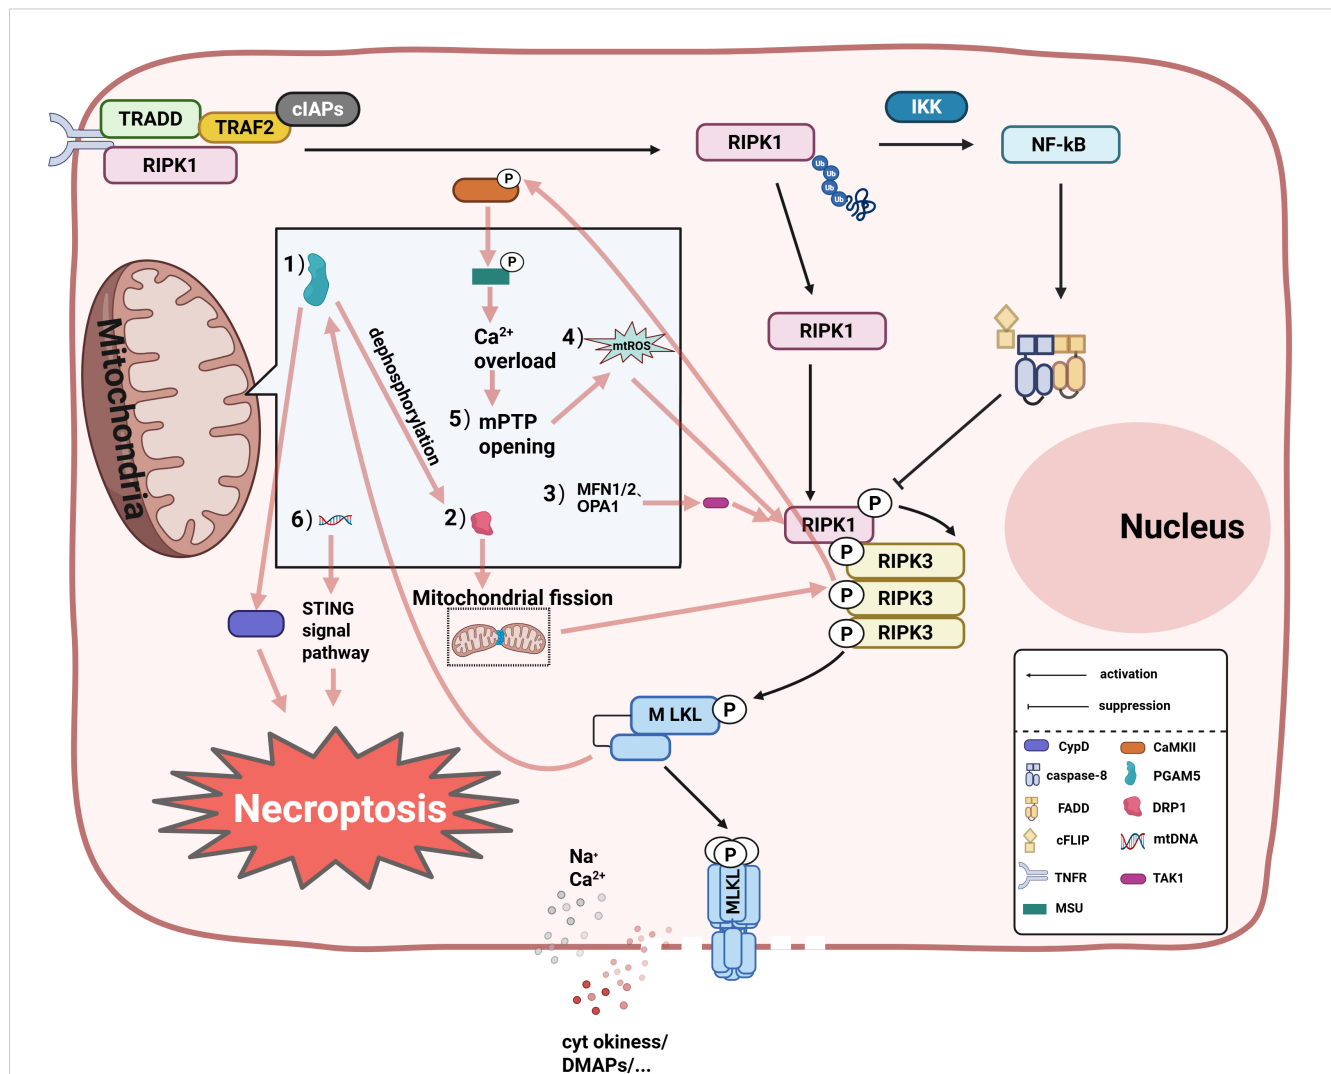 TRADD
TRAF2
cIAPs
RIPK1
RIPK1
Ub
Ub
Ub
Ub
IKK
NF-kB
P
1)
P
Ca²⁺
overload
4)
mtROS
dephosphorylation
5)
mPTP
opening
3)
MFN1/2、
OPA1
6)
2)
Mitochondria
RIPK1
RIPK1
P
P
RIPK3
P
RIPK3
P
RIPK3
Nucleus
Mitochondrial fission
STING
signal
pathway
M LKL
P
Necroptosis
P
MLKL
Na⁺
Ca²⁺
cyt okiness/
DMAPs/...
activation
suppression
CypD
CaMKII
caspase-8
PGAM5
FADD
DRP1
cFLIP
mtDNA
TNFR
TAK1
MSU